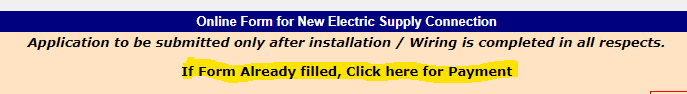 Online Form for New Electric Supply Connection
Application to be submitted only after installation / Wiring is completed in all respects.
If Form Already filled, Click here for Payment